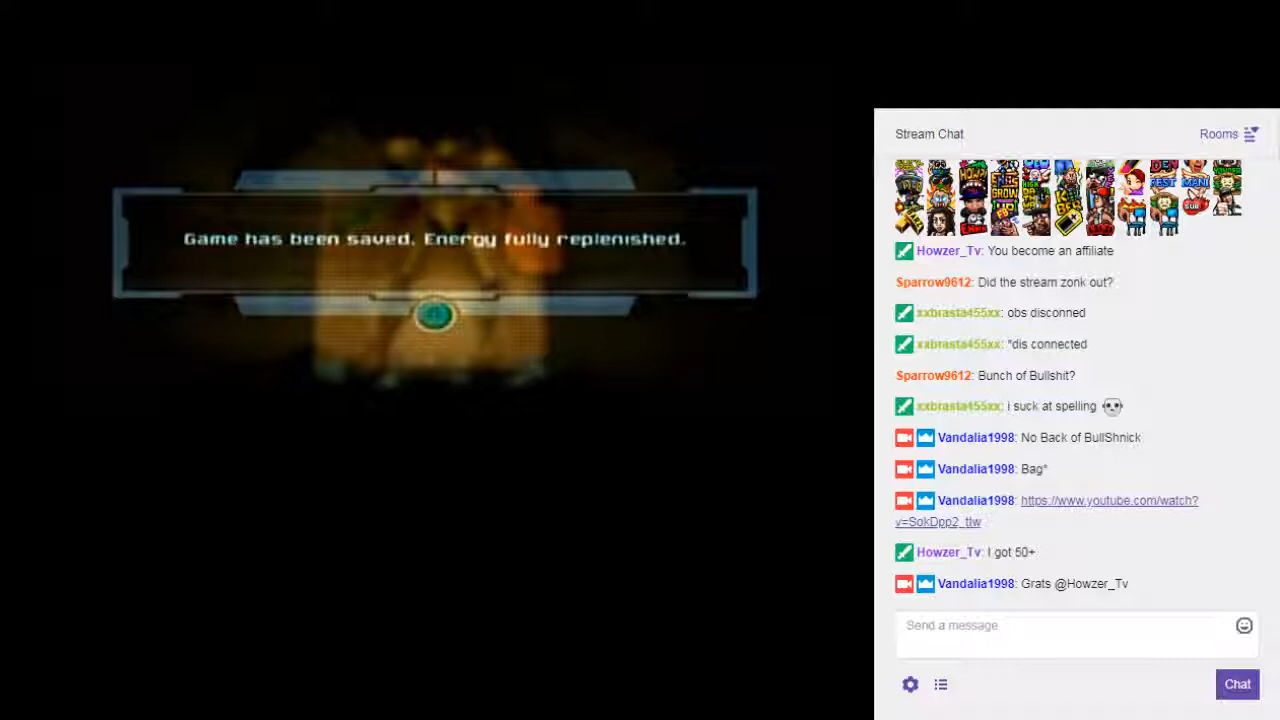 Game has been saved. Energy fully replenished.
Stream Chat
Rooms
Howzer_Tv: You become an affiliate
Sparrow9612: Did the stream zonk out?
xxbrasta455xx: obs disconned
xxbrasta455xx: *dis connected
Sparrow9612: Bunch of Bullshit?
xxbrasta455xx: i suck at spelling
Vandalia1998: No Back of BullShnick
Vandalia1998: Bag*
Vandalia1998: https://www.youtube.com/watch?
v=SokDpp2_tIw
Howzer_Tv: I got 50+
Vandalia1998: Grats @Howzer_Tv
Send a message
Chat